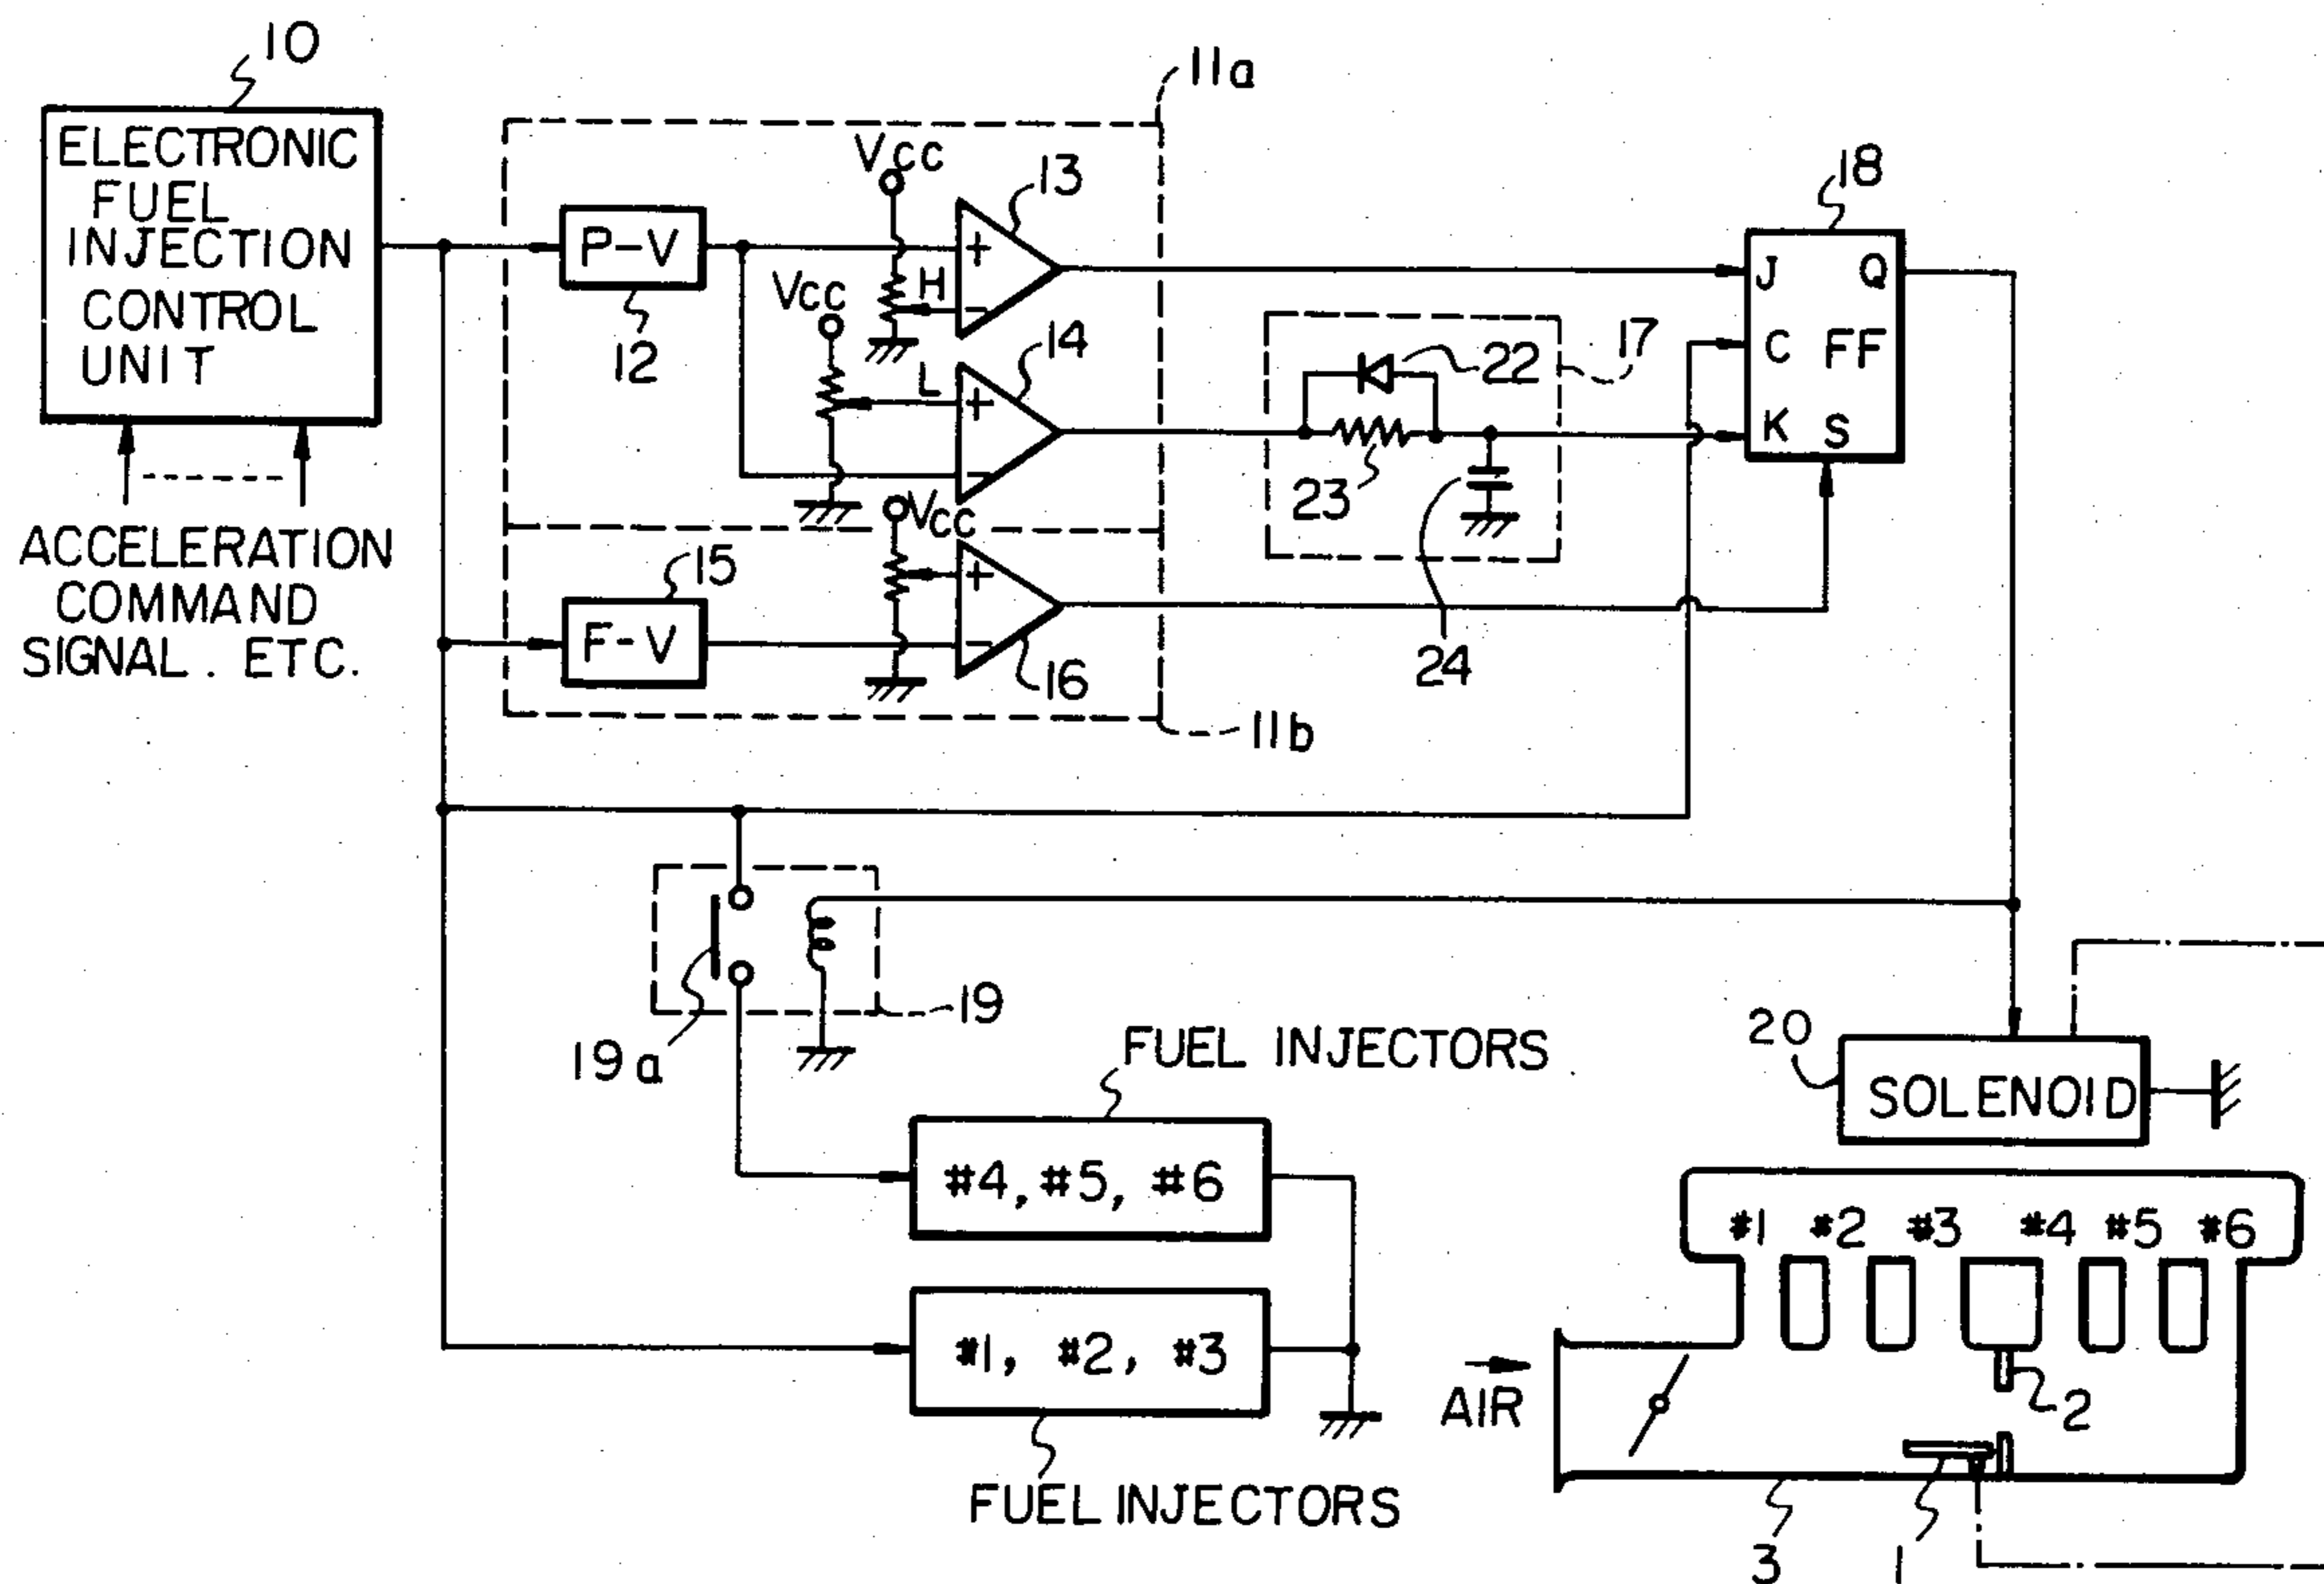 10
ELECTRONIC
FUEL
INJECTION
CONTROL
UNIT
ACCELERATION
COMMAND
SIGNAL. ETC.
11a
Vcc
13
P-V
12
H
+
-
Vcc
14
L
+
-
Vcc
15
F-V
+
-
16
11b
17
22
23
24
18
J Q
C FF
K S
19
19a
FUEL INJECTORS
#4, #5, #6
#1, #2, #3
FUEL INJECTORS
20
SOLENOID
#1 #2 #3 #4 #5 #6
AIR
2
3
1